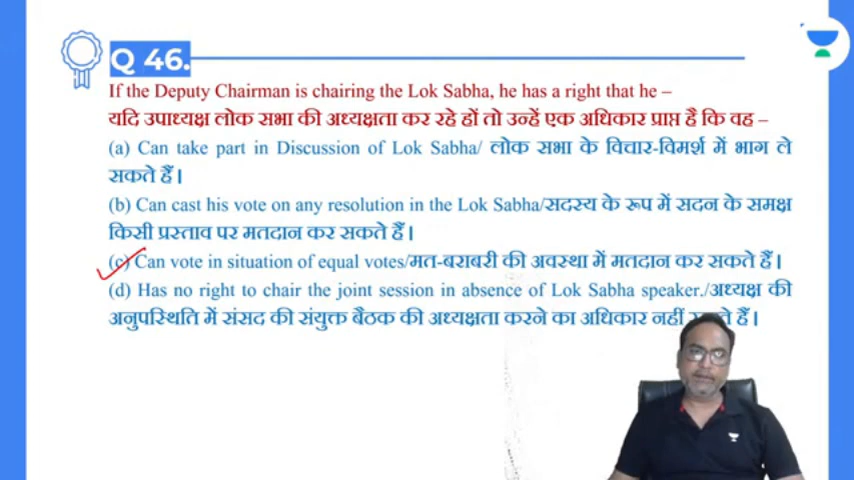 Q 46.
If the Deputy Chairman is chairing the Lok Sabha, he has a right that he –
यदि उपाध्यक्ष लोक सभा की अध्यक्षता कर रहे हों तो उन्हें एक अधिकार प्राप्त है कि वह –
(a) Can take part in Discussion of Lok Sabha/ लोक सभा के विचार-विमर्श में भाग ले
सकते हैं।
(b) Can cast his vote on any resolution in the Lok Sabha/सदस्य के रूप में सदन के समक्ष
किसी प्रस्ताव पर मतदान कर सकते हैं।
(c) Can vote in situation of equal votes/मत-बराबरी की अवस्था में मतदान कर सकते हैं।
(d) Has no right to chair the joint session in absence of Lok Sabha speaker./अध्यक्ष की
अनुपस्थिति में संसद की संयुक्त बैठक की अध्यक्षता करने का अधिकार नहीं हैं।